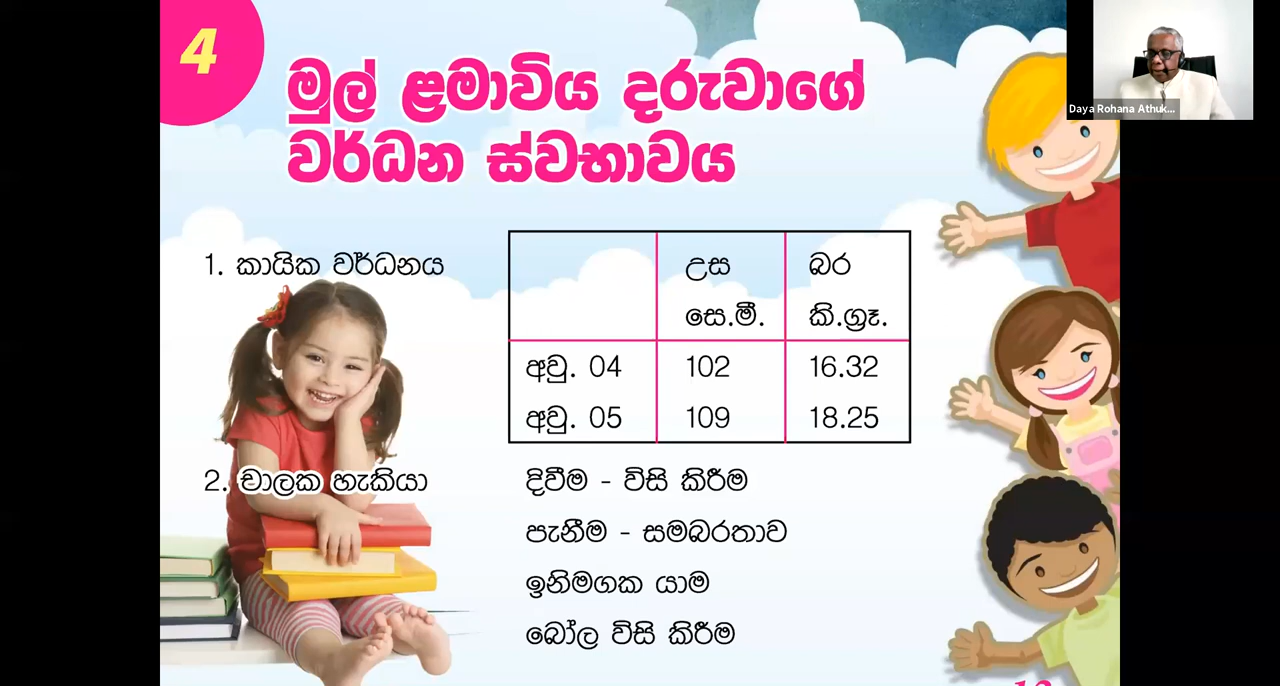 4
මුල් ළමාවිය දරුවාගේ
වර්ධන ස්වභාවය
Daya Rohana Athuk...
1. කායික වර්ධනය
උස බර
සෙ.මී. කි.ග්‍රෑ.
අවු. 04 102 16.32
අවු. 05 109 18.25
2. චාලක හැකියා
දිවීම - විසි කිරීම
පැනීම - සමබරතාව
ඉනිමගක යාම
බෝල විසි කිරීම